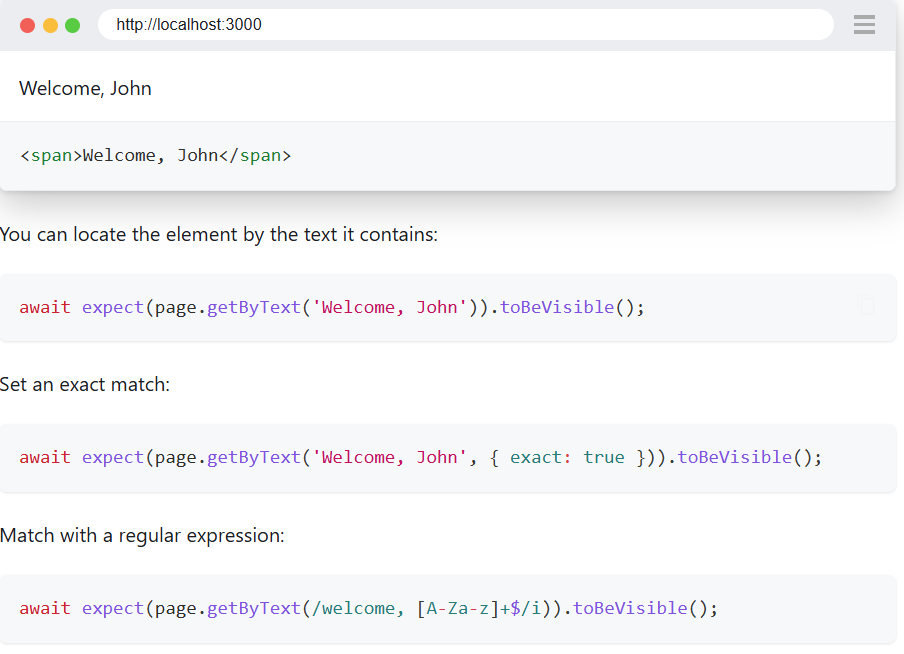 http://localhost:3000
Welcome, John
<span>Welcome, John</span>
You can locate the element by the text it contains:
await expect(page.getByText('Welcome, John')).toBeVisible();
Set an exact match:
await expect(page.getByText('Welcome, John', { exact: true })).toBeVisible();
Match with a regular expression:
await expect(page.getByText(/welcome, [A-Za-z]+$/i)).toBeVisible();